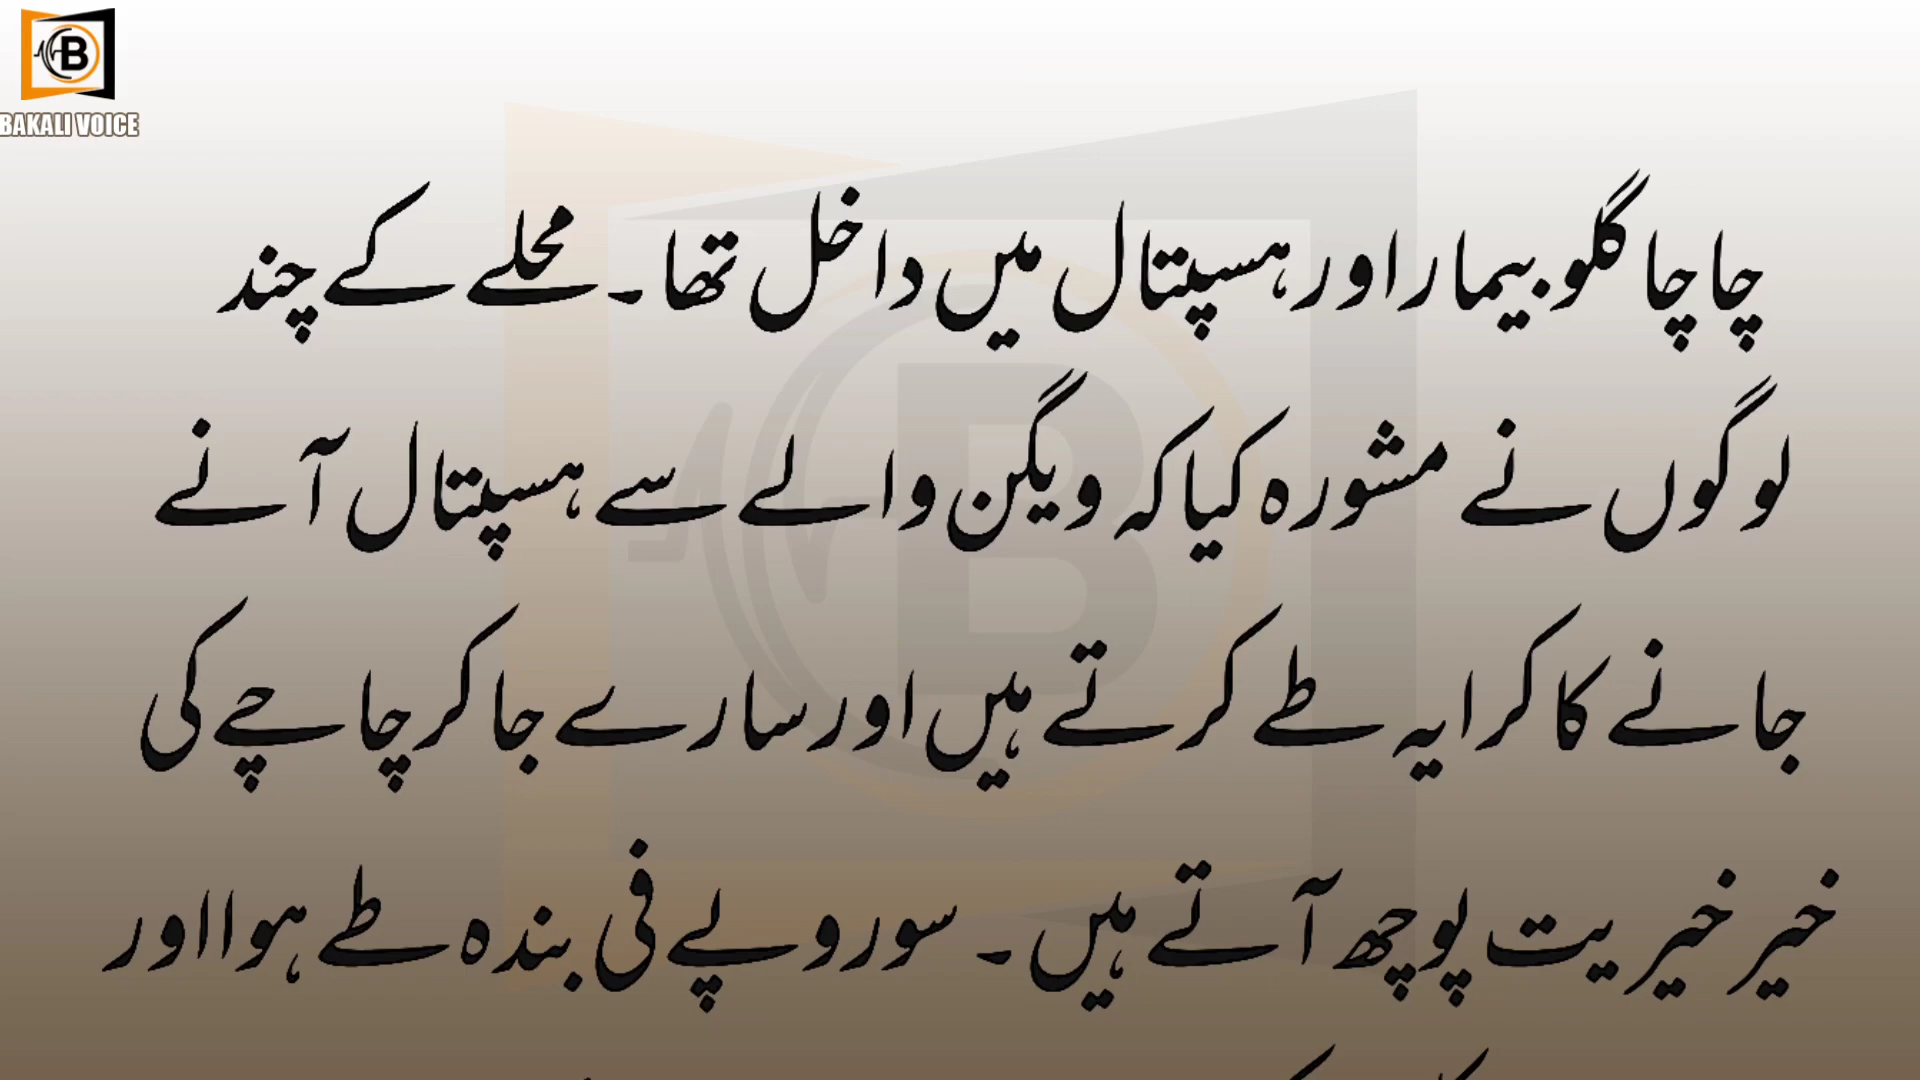 BAKALI VOICE
چاچا گلو بیمار اور ہسپتال میں داخل تھا۔ محلے کے چند
لوگوں نے مشورہ کیا کہ ویگن والے سے ہسپتال آنے
جانے کا کرایہ طے کرتے ہیں اور سارے جا کر چاچے کی
خیر خیریت پوچھ آتے ہیں۔ سو روپے فی بندہ طے ہوا اور